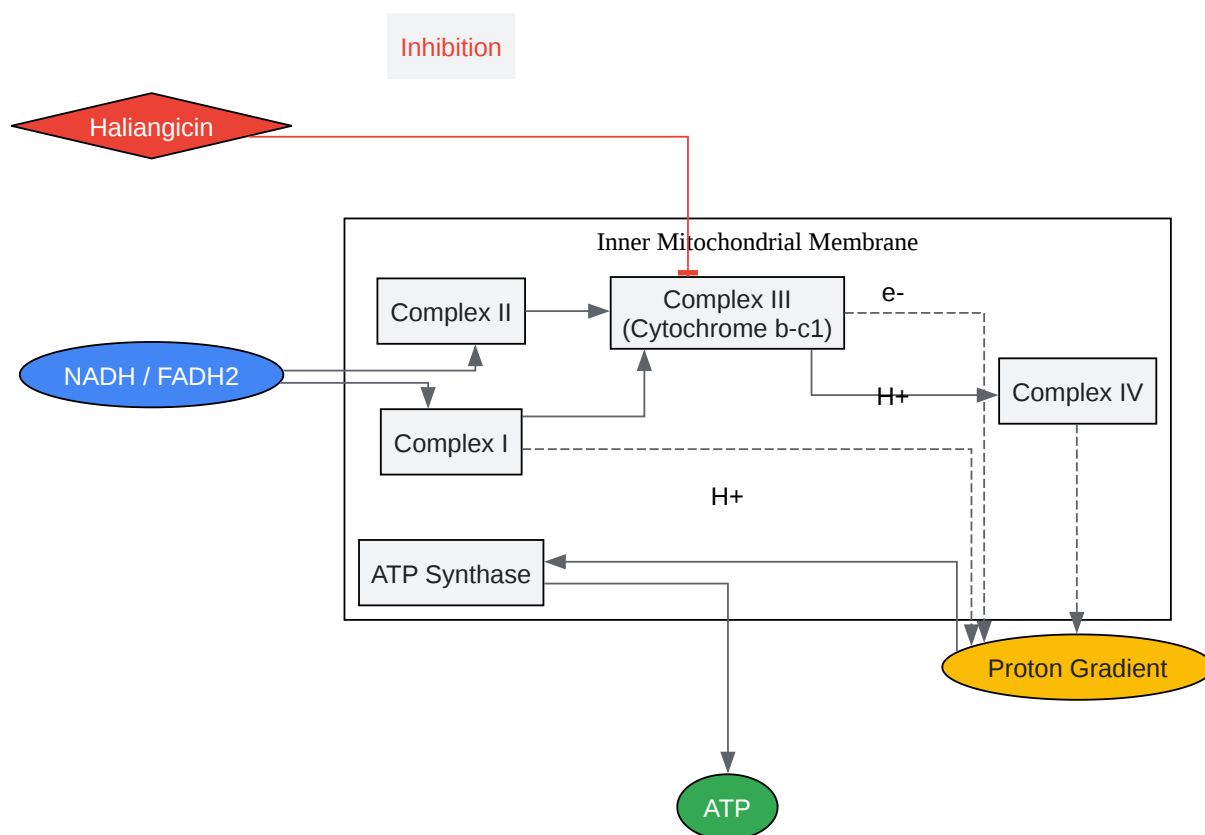 Inhibition
Haliangicin
Inner Mitochondrial Membrane
Complex II
Complex III
(Cytochrome b-c1)
e-
NADH / FADH2
Complex IV
H+
Complex I
H+
ATP Synthase
Proton Gradient
ATP